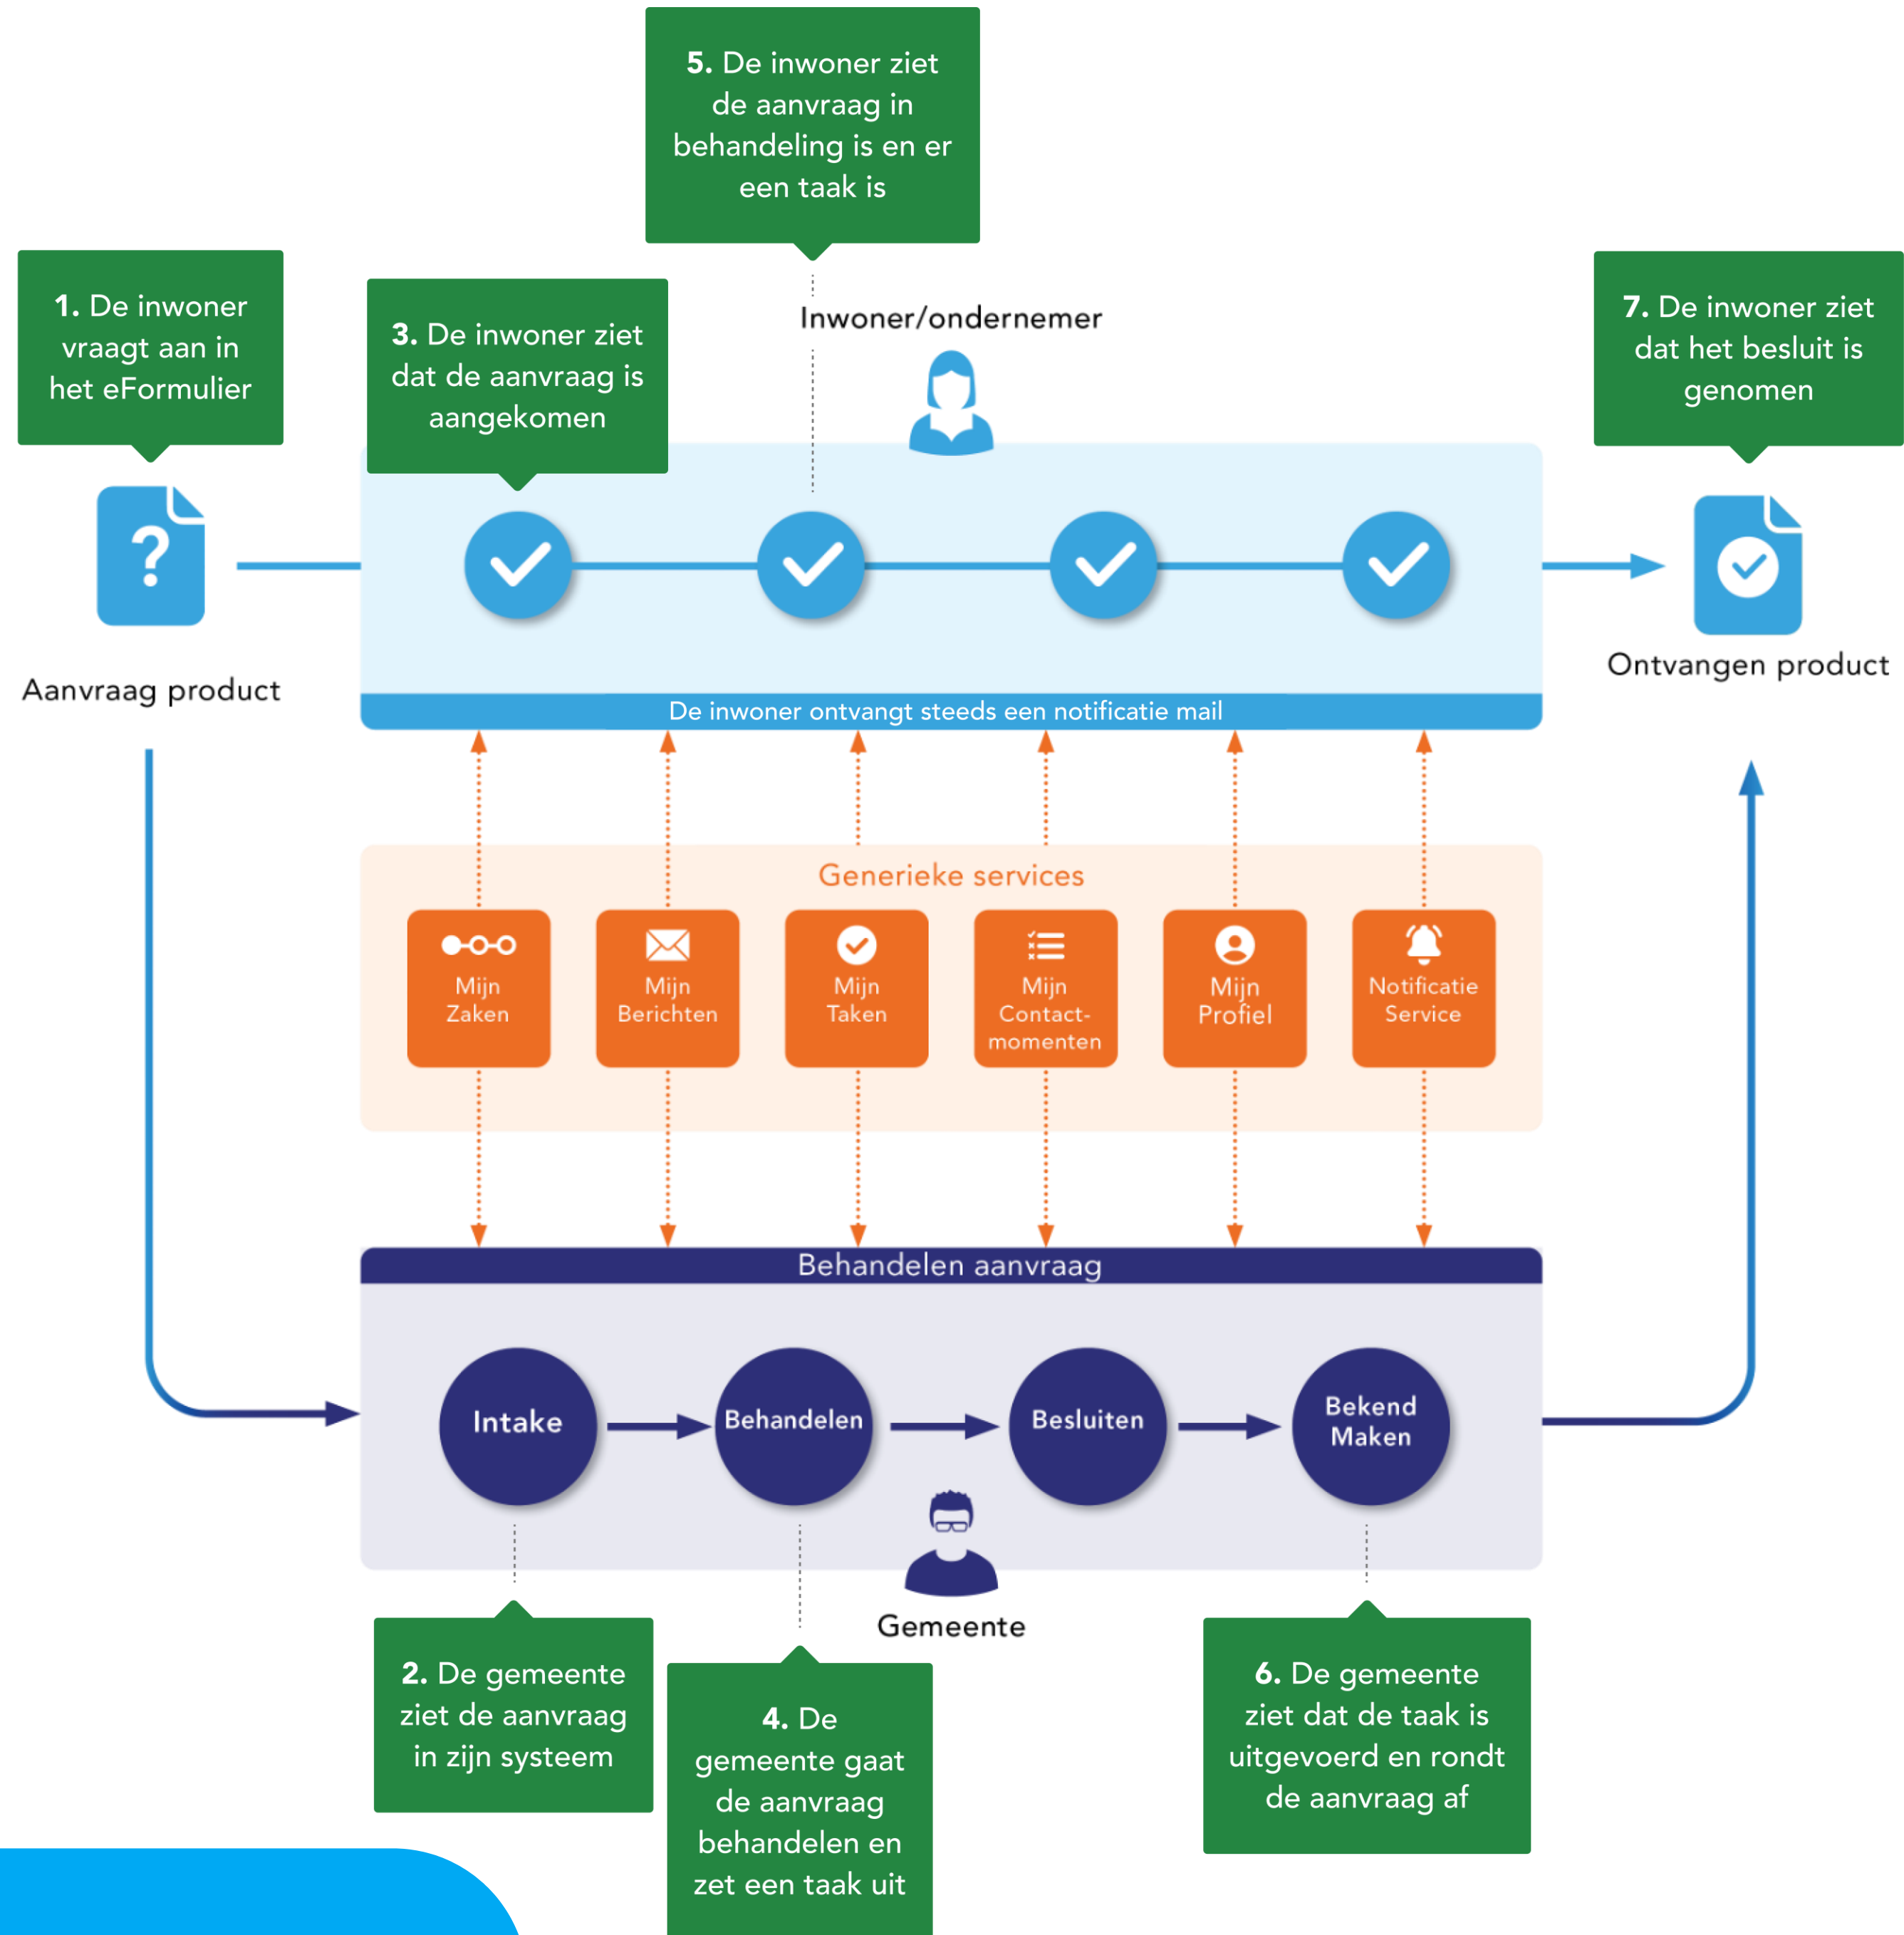 5. De inwoner ziet
de aanvraag in
behandeling is en er
een taak is
1. De inwoner
vraagt aan in
het eFormulier
3. De inwoner ziet
dat de aanvraag is
aangekomen
Inwoner/ondernemer
7. De inwoner ziet
dat het besluit is
genomen
?
Aanvraag product
Ontvangen product
De inwoner ontvangt steeds een notificatie mail
Generieke services
Mijn
Zaken
Mijn
Berichten
Mijn
Taken
Mijn
Contact-
momenten
Mijn
Profiel
Notificatie
Service
Behandelen aanvraag
Intake
Behandelen
Besluiten
Bekend
Maken
Gemeente
2. De gemeente
ziet de aanvraag
in zijn systeem
4. De
gemeente gaat
de aanvraag
behandelen en
zet een taak uit
6. De gemeente
ziet dat de taak is
uitgevoerd en rondt
de aanvraag af